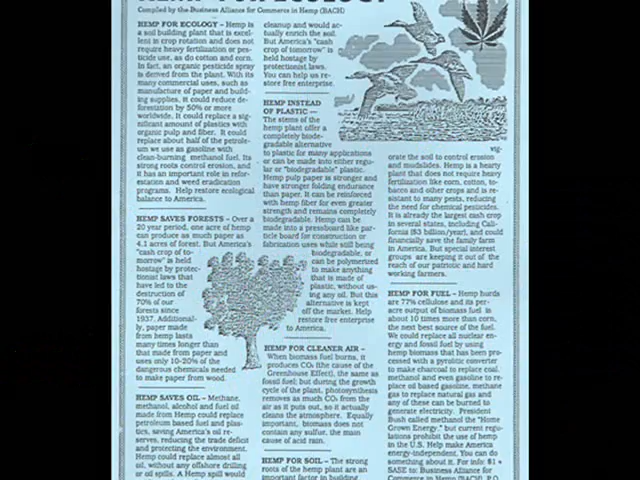 Compiled by the Business Alliance for Commerce in Hemp (BACH)
HEMP FOR ECOLOGY – Hemp is
a soil building plant that is excel-
lent in crop rotation and does not
require heavy fertilization or pes-
ticide use, as do cotton and corn.
In fact, an organic pesticide spray
is derived from the plant. With its
many commercial uses, such as
manufacture of paper and build-
ing supplies, it could reduce de-
forestation by 50% or more
worldwide. It could replace a sig-
nificant amount of plastics with
organic pulp and fiber. It could
replace about half of the petrole-
um we use as gasoline with
clean-burning methanol fuel. Its
strong roots control erosion, and
it has an important role in refor-
estation and weed eradication
programs. Help restore ecological
balance to America.
HEMP SAVES FORESTS – Over a
20 year period, one acre of hemp
can produce as much paper as
4.1 acres of forest. But America's
"cash crop of to-
morrow" is held
hostage by protec-
tionist laws that
have led to the
destruction of
70% of our
forests since
1937. Additional-
ly, paper made
from hemp lasts
many times longer
than that made from paper and
uses only 10-20% of the
dangerous chemicals needed
to make paper from wood.
HEMP SAVES OIL – Methane,
methanol, alcohol and fuel oil
made from Hemp could replace
petroleum based fuel and plas-
tics, saving America's oil re-
serves, reducing the trade deficit
and protecting the environment.
Hemp could replace almost all
oil, without any offshore drilling
or oil spills. A Hemp spill would
cleanup and would ac-
tually enrich the soil.
But America's "cash
crop of tomorrow" is
held hostage by
protectionist laws.
You can help us re-
store free enterprise.
HEMP INSTEAD
OF PLASTIC —
The stems of the
hemp plant offer a
completely biode-
gradable alternative
to plastic for many applications
or can be made into either regu-
lar or "biodegradable" plastic.
Hemp pulp paper is stronger and
have stronger folding endurance
than paper. It can be reinforced
with hemp fiber for even greater
strength and remains completely
biodegradable. Hemp can be
made into a pressboard like par-
ticle board for construction or
fabrication uses while still being
biodegradable, or
can be polymerized
to make anything
that is made of
plastic, without us-
ing any oil. But this
alternative is kept
off the market. Help
restore free enterprise
to America.
HEMP FOR CLEANER AIR –
When biomass fuel burns, it
produces CO₂ (the cause of the
Greenhouse Effect), the same as
fossil fuel; but during the growth
cycle of the plant, photosynthesis
removes as much CO₂ from the
air as it puts out, so it actually
cleans the atmosphere. Equally
important, biomass does not
contain any sulfur, the main
cause of acid rain.
HEMP FOR SOIL – The strong
roots of the hemp plant are an
important factor in building
vig-
orate the soil to control erosion
and mudslides. Hemp is a hearty
plant that does not require heavy
fertilization like corn, cotton, to-
bacco and other crops and is re-
sistant to many pests, reducing
the need for chemical pesticides.
It is already the largest cash crop
in several states, including Cali-
fornia ($3 billion/year), and could
financially save the family farm
in America. But special interest
groups are keeping it out of the
reach of our patriotic and hard
working farmers.
HEMP FOR FUEL – Hemp hurds
are 77% cellulose and its per-
acre output of biomass fuel is
about 10 times more than corn,
the next best source of the fuel.
We could replace all nuclear en-
ergy and fossil fuel by using
hemp biomass that has been pro-
cessed with a pyrolitic converter
to make charcoal to replace coal,
methanol and even gasoline to re-
place oil based gasoline, methane
gas to replace natural gas and
any of these can be burned to
generate electricity. President
Bush called methanol the "Home
Grown Energy," but current regu-
lations prohibit the use of hemp
in the U.S. Help make America
energy-independent. You can do
something about it. For info: $1 +
SASE to: Business Alliance for
Commerce in Hemp (BACH), P.O.